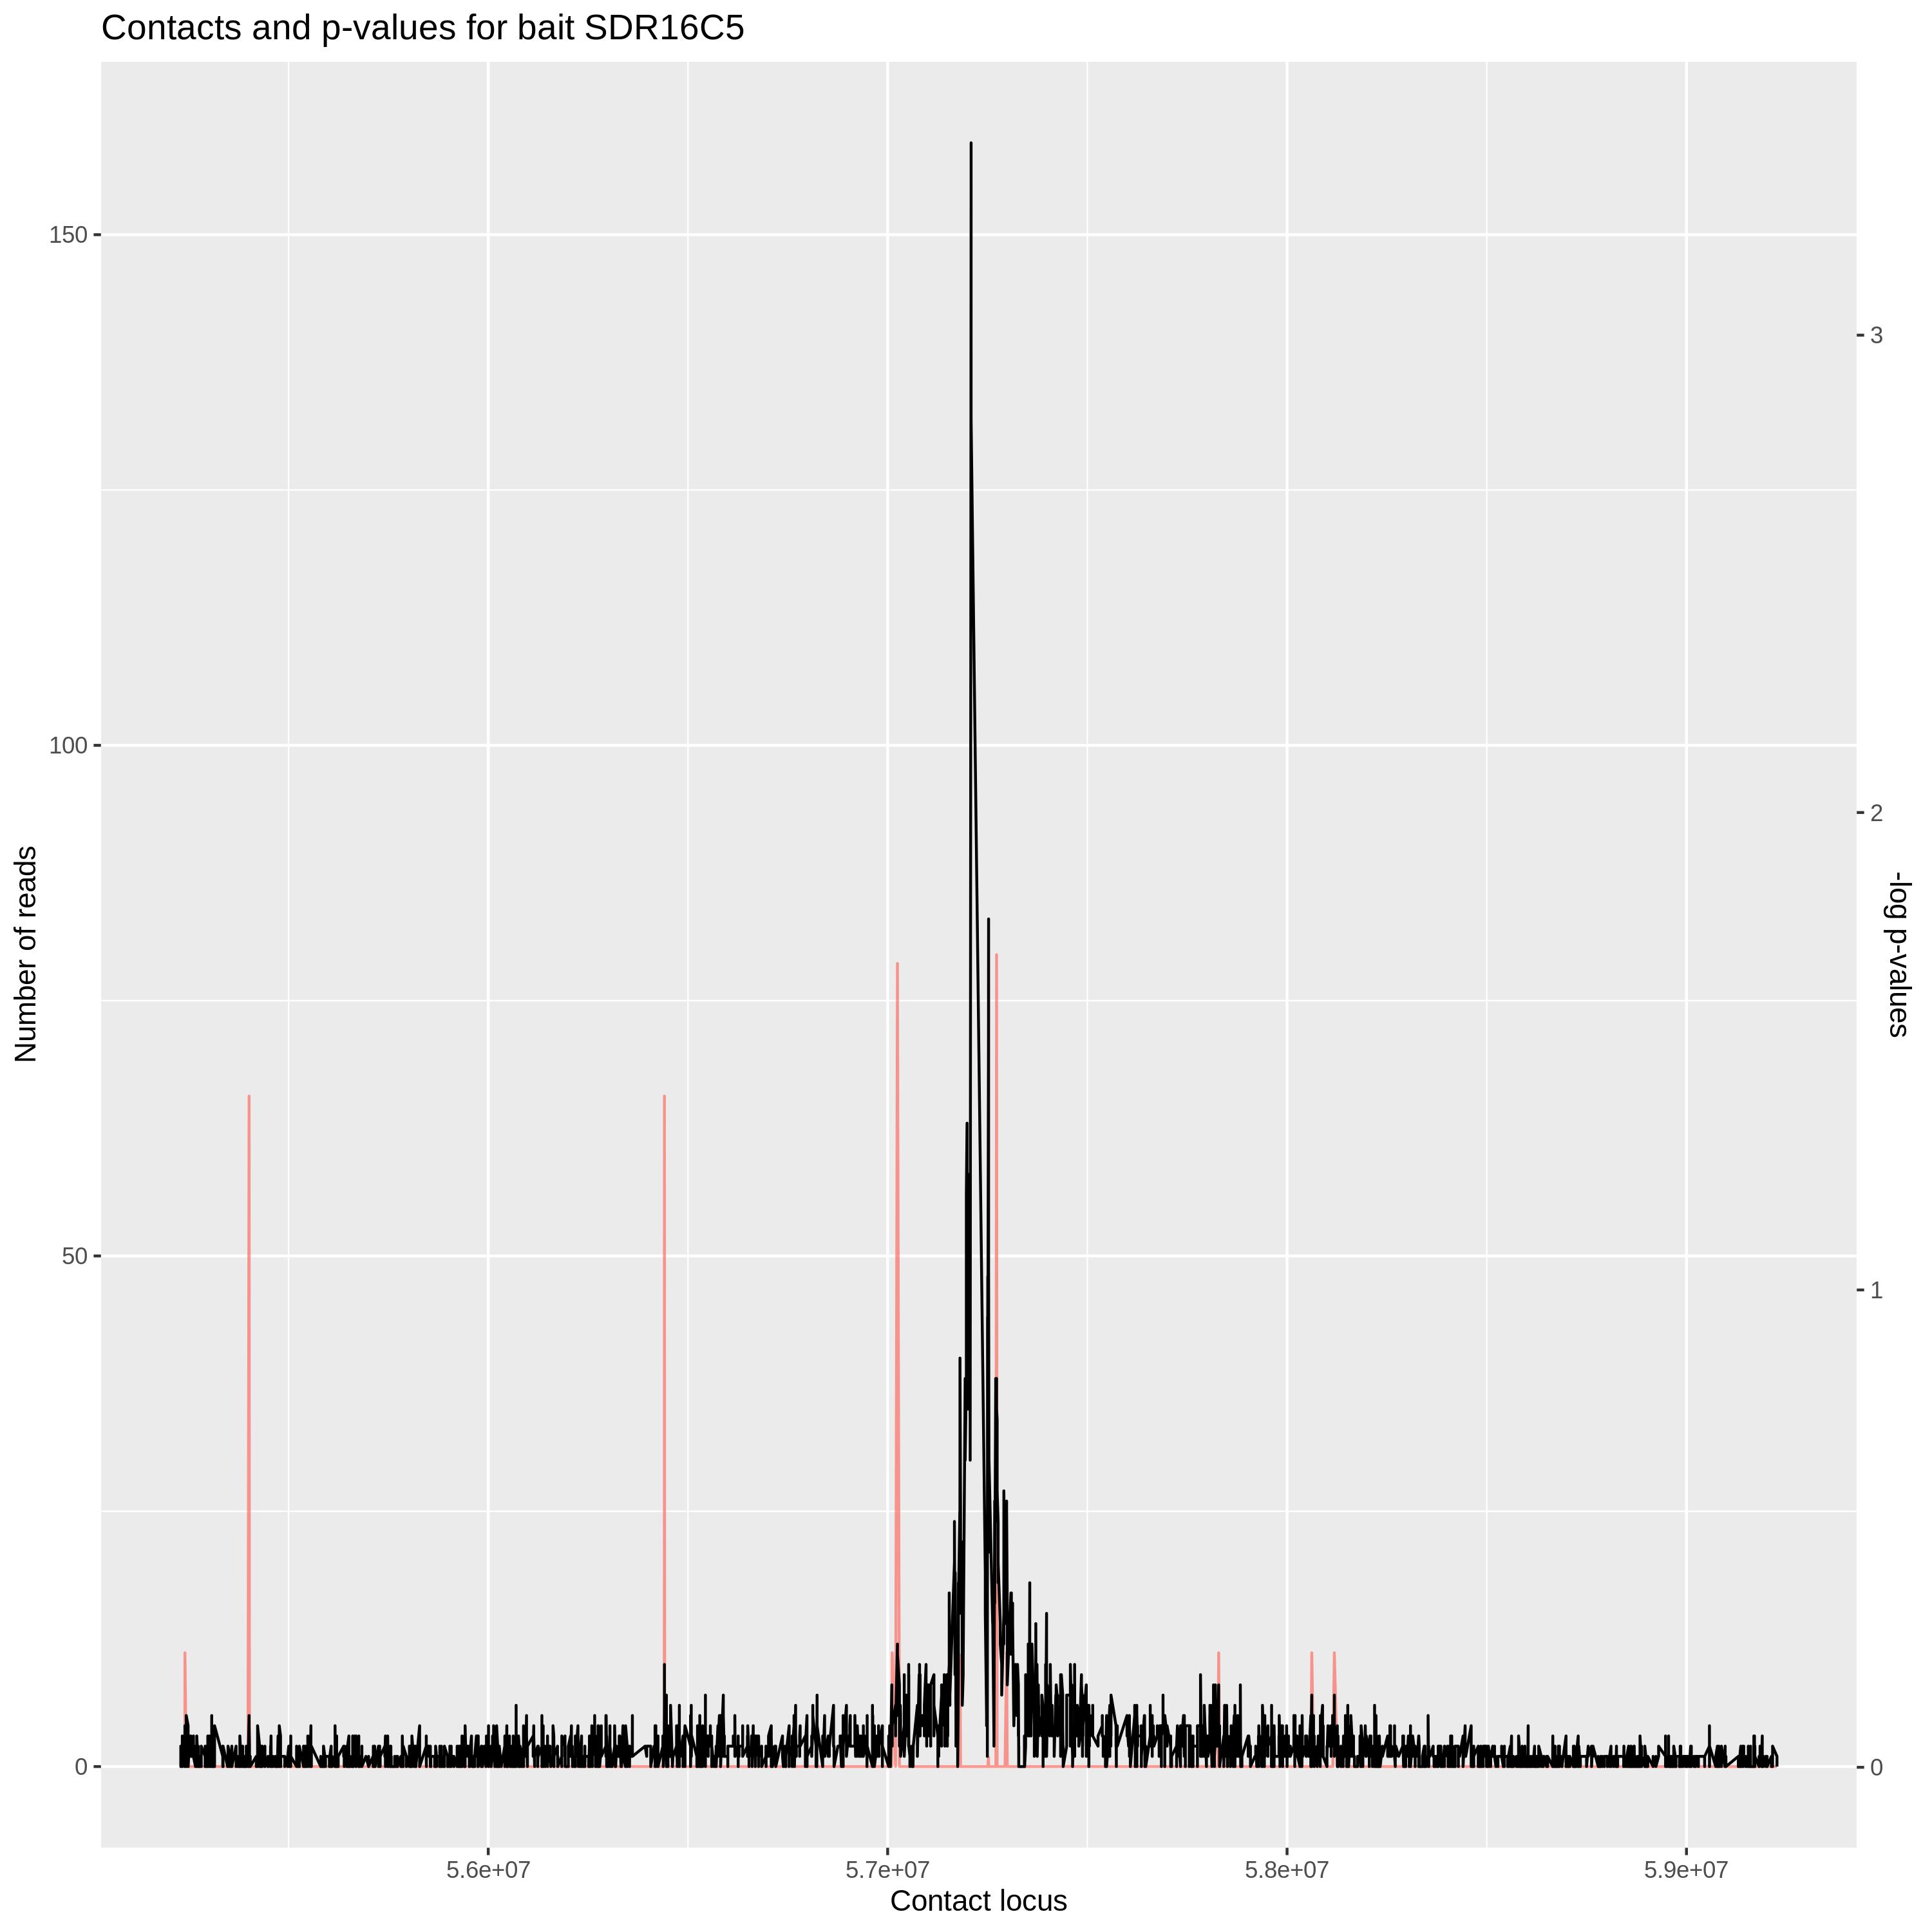 Contacts and p-values for bait SDR16C5
150
100
50
0
Number of reads
3
2
1
0
-log p-values
5.6e+07
5.7e+07
5.8e+07
5.9e+07
Contact locus